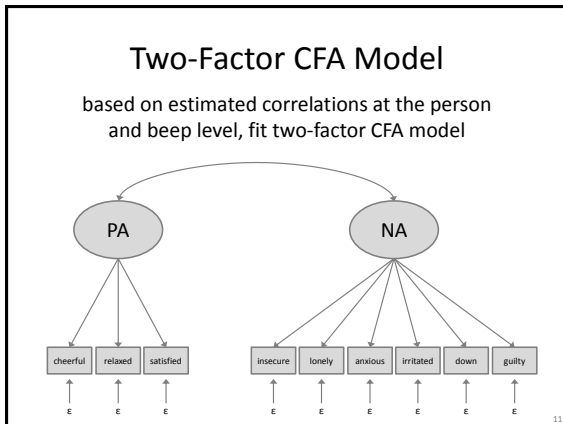 Two-Factor CFA Model
based on estimated correlations at the person
and beep level, fit two-factor CFA model
PA NA
cheerful relaxed satisfied insecure lonely anxious irritated down guilty
ε ε ε ε ε ε ε ε ε
11